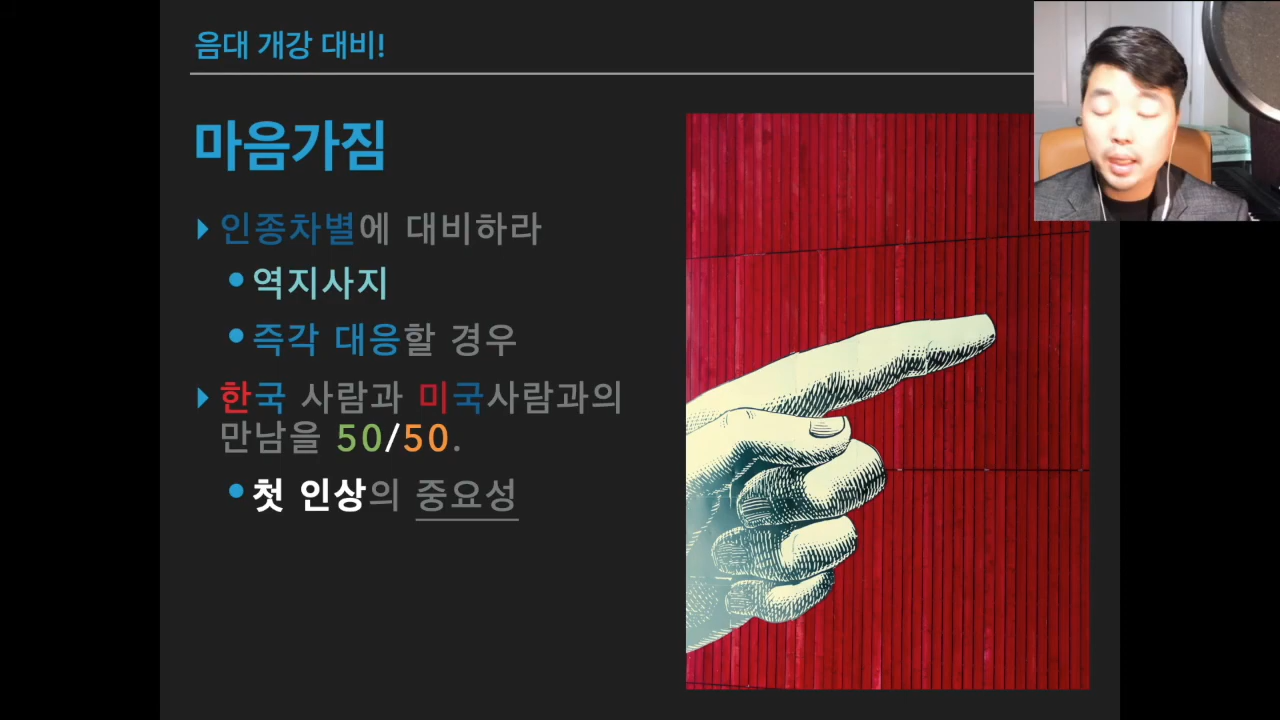 음대 개강 대비!
마음가짐
인종차별에 대비하라
역지사지
즉각 대응할 경우
한국 사람과 미국사람과의
만남을 50/50.
첫 인상의 중요성